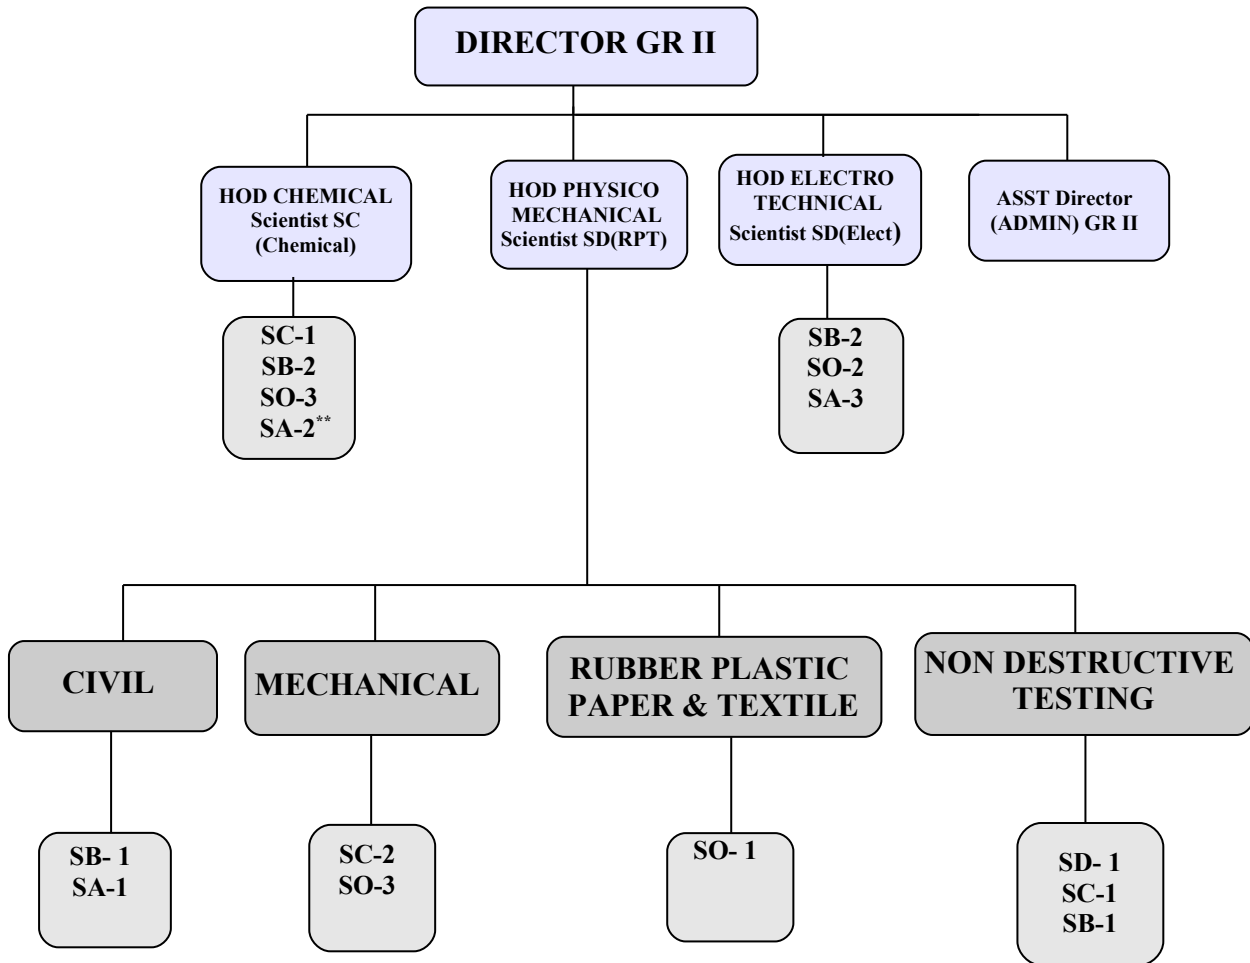 DIRECTOR GR II
HOD CHEMICAL
Scientist SC
(Chemical)
HOD PHYSICO
MECHANICAL
Scientist SD(RPT)
HOD ELECTRO
TECHNICAL
Scientist SD(Elect)
ASST Director
(ADMIN) GR II
SC-1
SB-2
SO-3
SA-2**
SB-2
SO-2
SA-3
CIVIL
MECHANICAL
RUBBER PLASTIC
PAPER & TEXTILE
NON DESTRUCTIVE
TESTING
SB- 1
SA-1
SC-2
SO-3
SO- 1
SD- 1
SC-1
SB-1